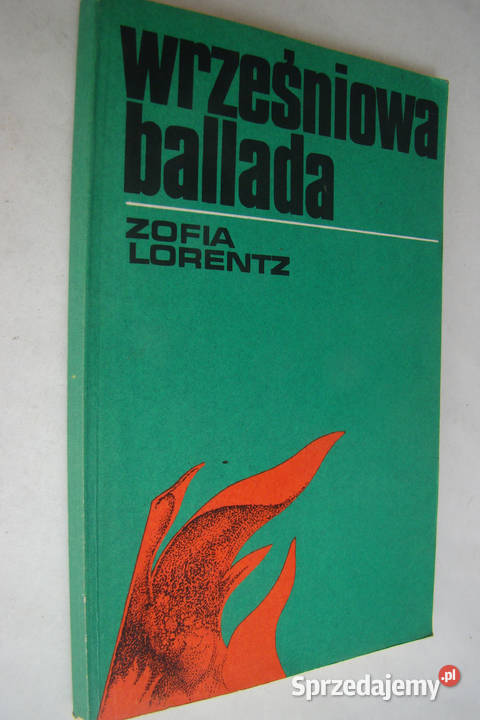 wrześniowa
ballada
ZOFIA
LORENTZ
Sprzedajemy.pl